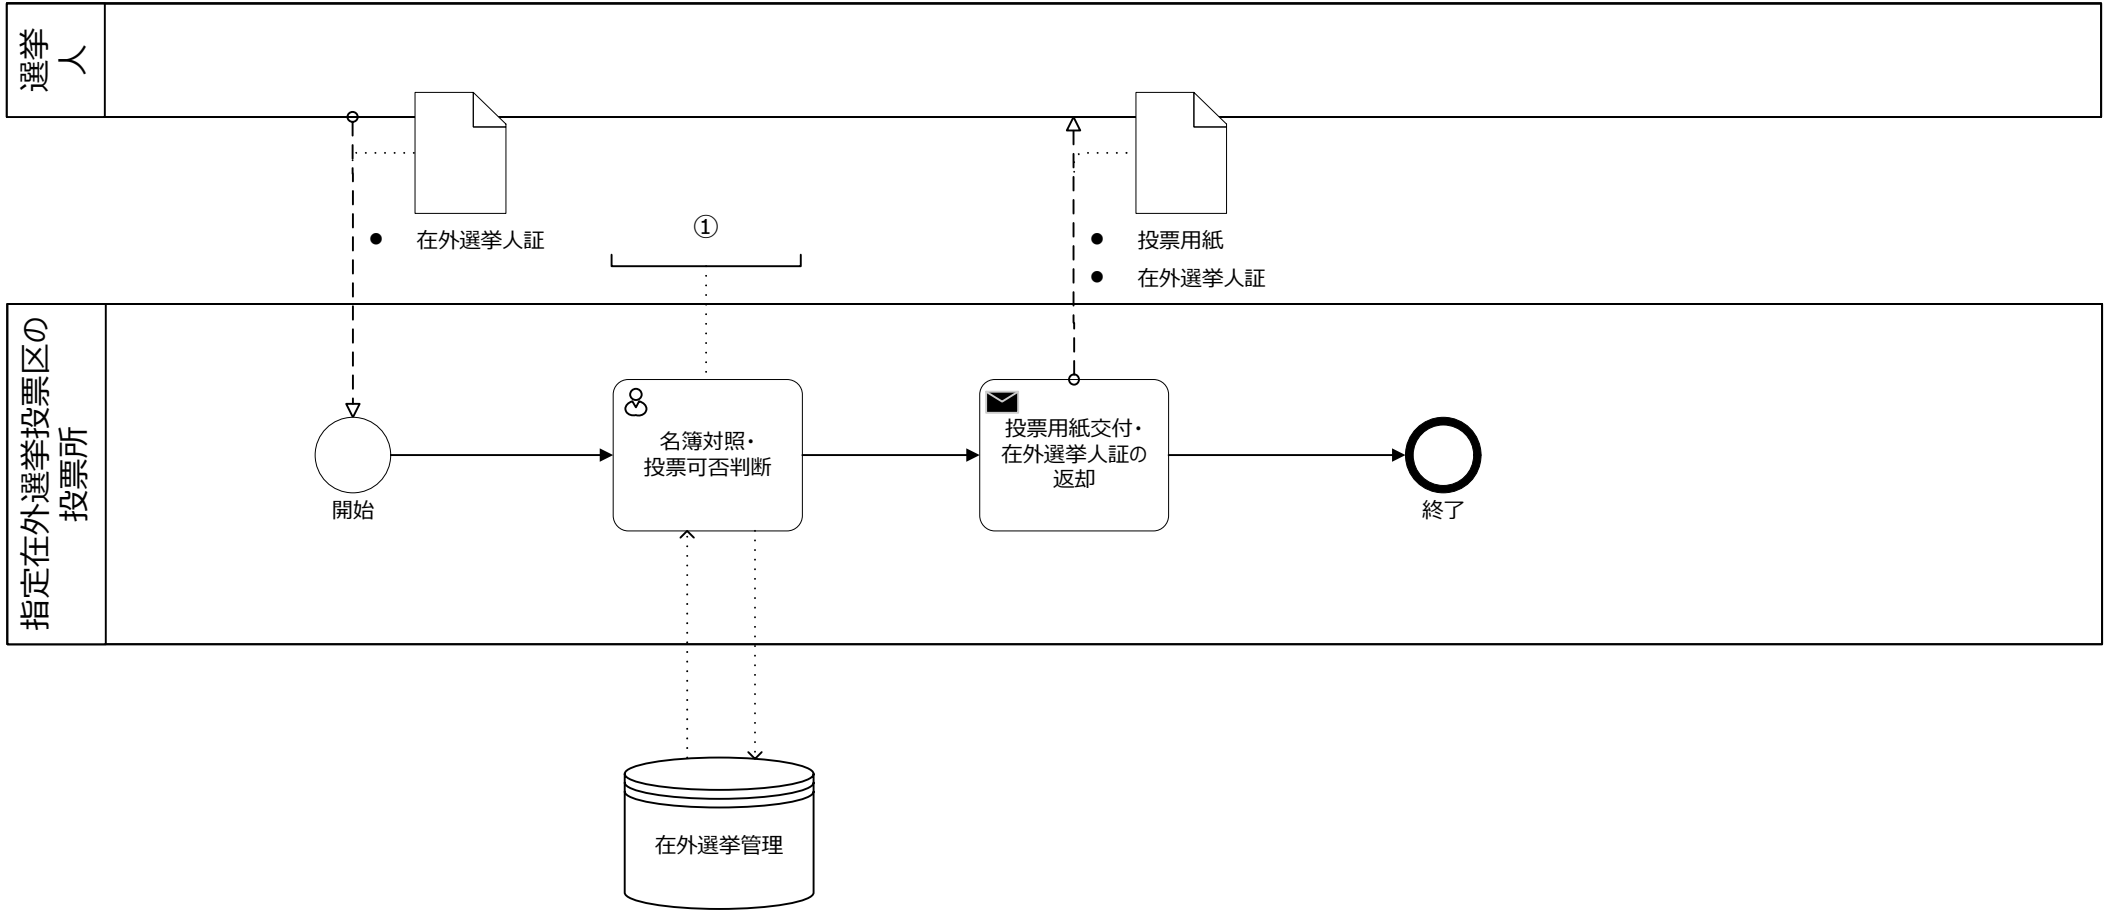 選挙
人
● 在外選挙人証
①
● 投票用紙
● 在外選挙人証
指定在外選挙投票区の
投票所
開始
名簿対照・
投票可否判断
投票用紙交付・
在外選挙人証の
返却
終了
在外選挙管理